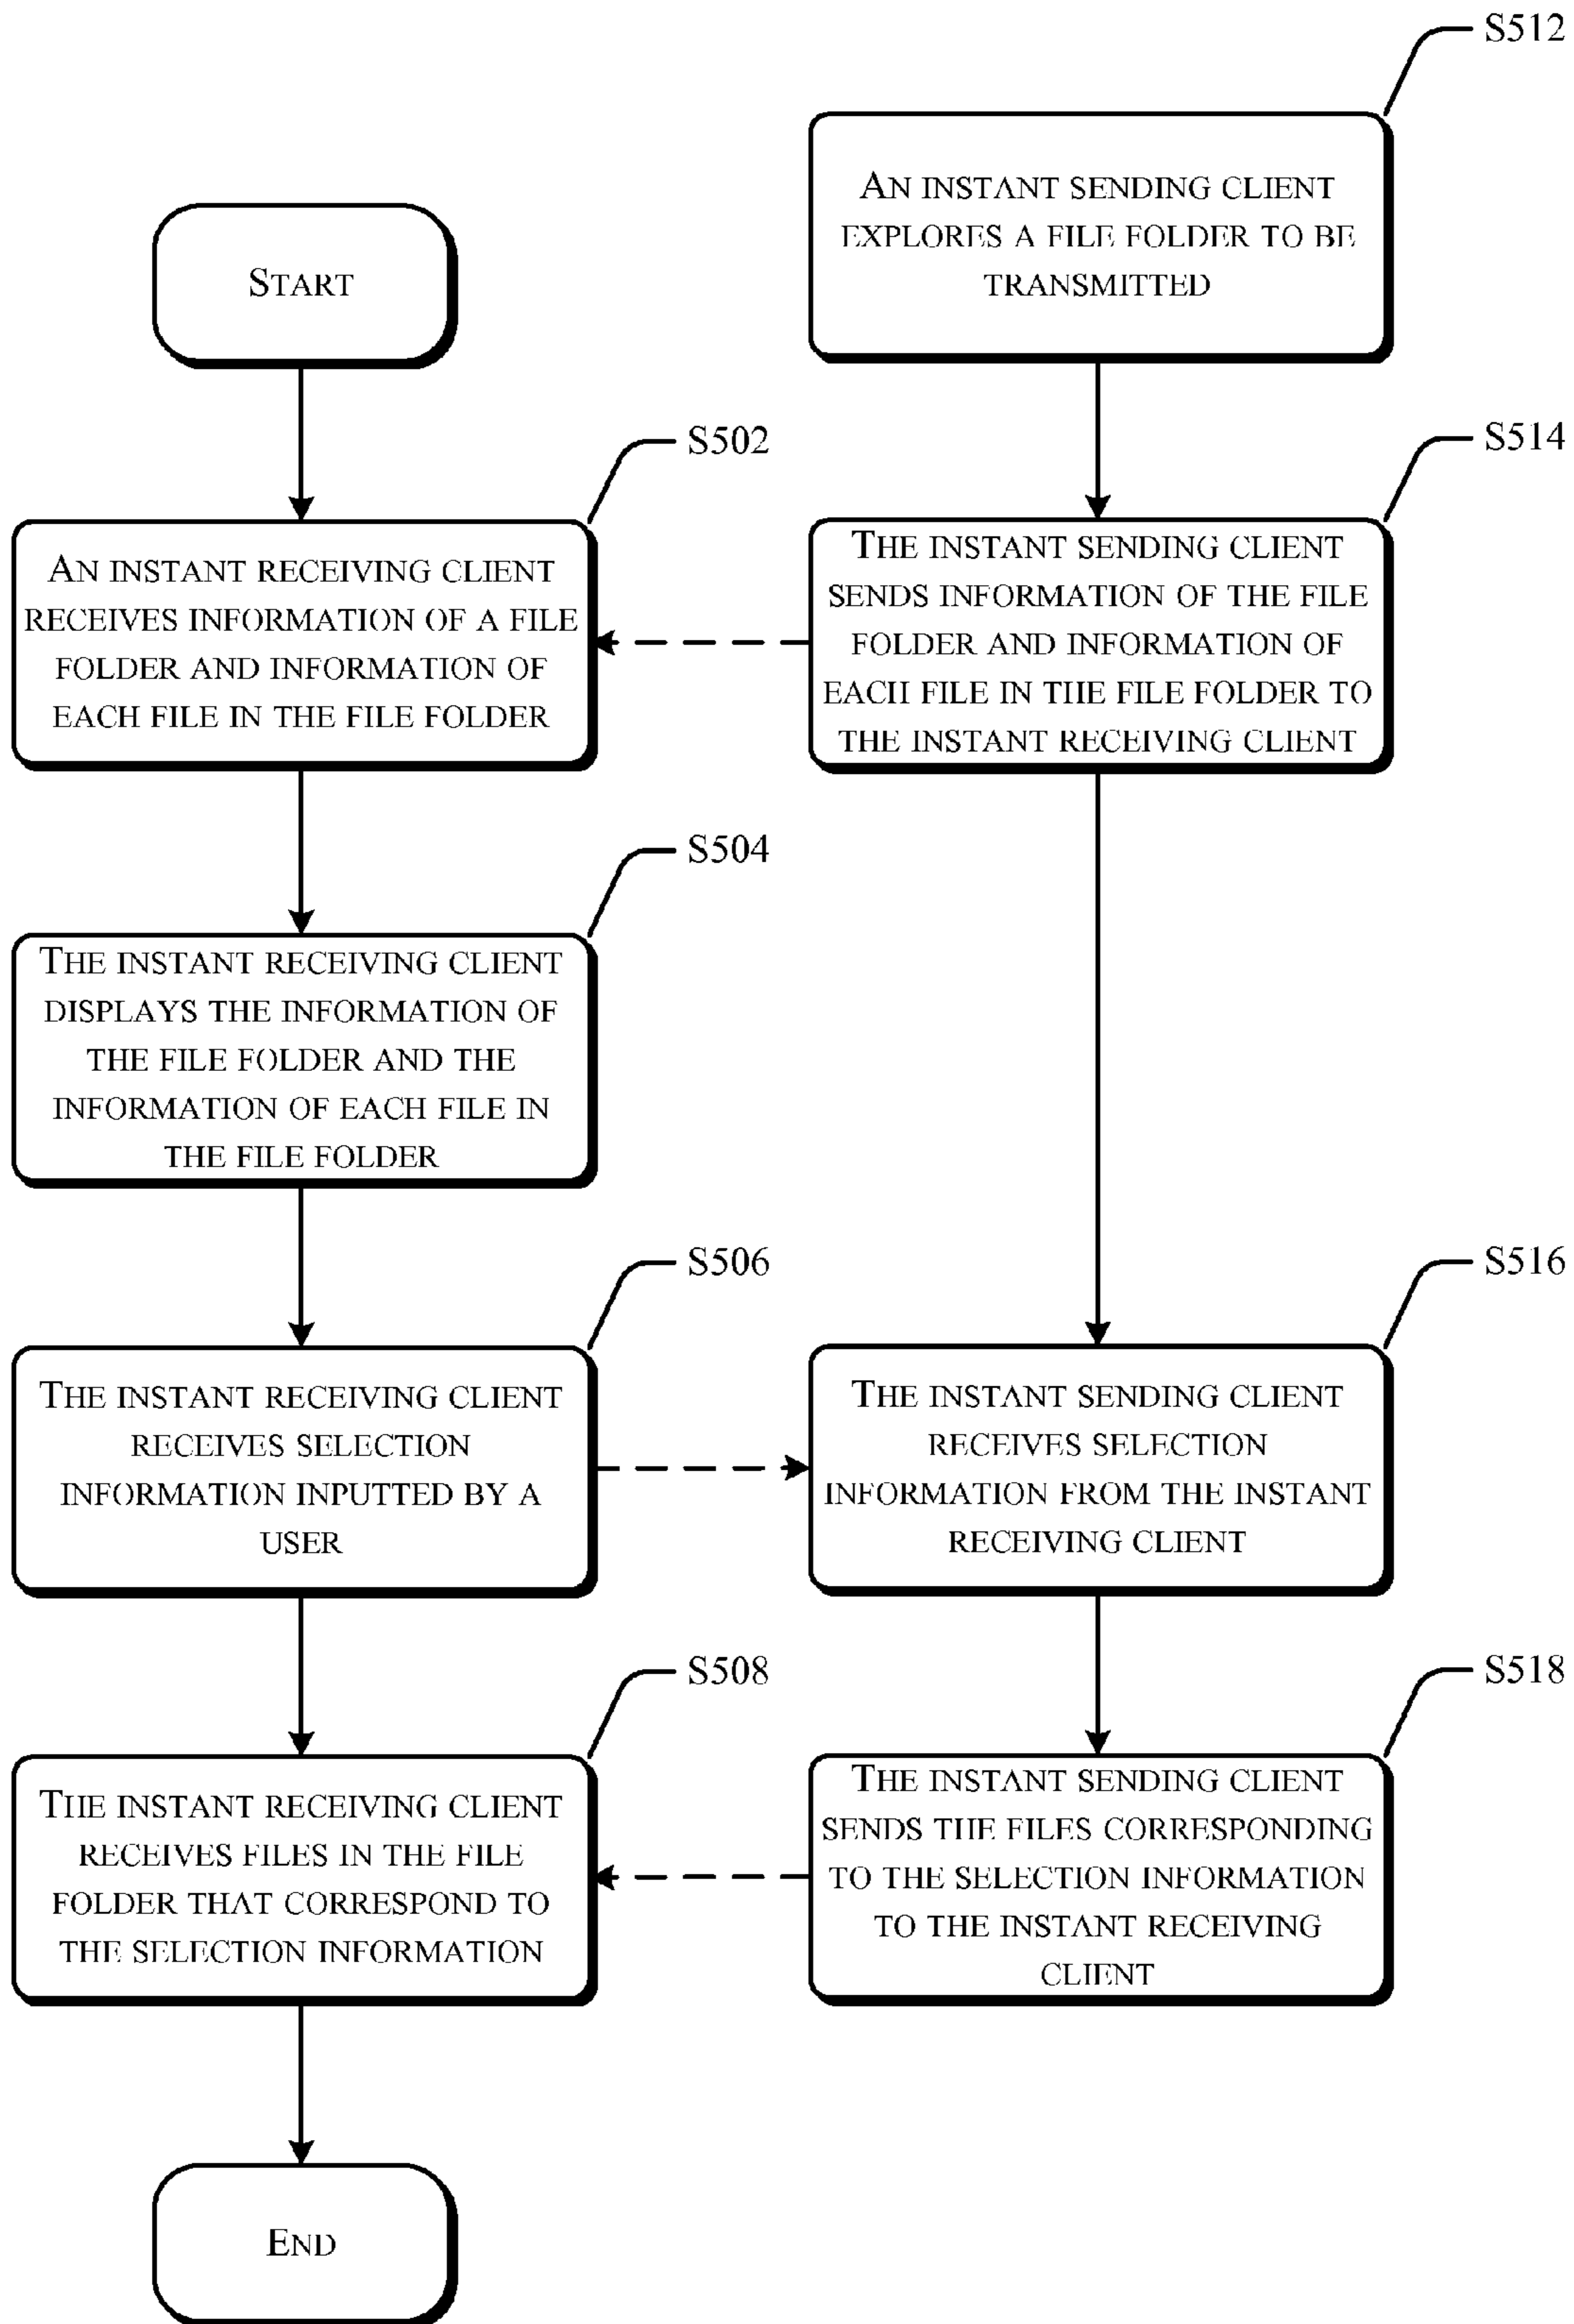 S512
AN INSTANT SENDING CLIENT
EXPLORES A FILE FOLDER TO BE
TRANSMITTED
START
S502
S514
AN INSTANT RECEIVING CLIENT
RECEIVES INFORMATION OF A FILE
FOLDER AND INFORMATION OF
EACH FILE IN THE FILE FOLDER
THE INSTANT SENDING CLIENT
SENDS INFORMATION OF THE FILE
FOLDER AND INFORMATION OF
EACH FILE IN THE FILE FOLDER TO
THE INSTANT RECEIVING CLIENT
S504
THE INSTANT RECEIVING CLIENT
DISPLAYS THE INFORMATION OF
THE FILE FOLDER AND THE
INFORMATION OF EACH FILE IN
THE FILE FOLDER
S506
S516
THE INSTANT RECEIVING CLIENT
RECEIVES SELECTION
INFORMATION INPUTTED BY A
USER
THE INSTANT SENDING CLIENT
RECEIVES SELECTION
INFORMATION FROM THE INSTANT
RECEIVING CLIENT
S508
S518
THE INSTANT RECEIVING CLIENT
RECEIVES FILES IN THE FILE
FOLDER THAT CORRESPOND TO
THE SELECTION INFORMATION
THE INSTANT SENDING CLIENT
SENDS THE FILES CORRESPONDING
TO THE SELECTION INFORMATION
TO THE INSTANT RECEIVING
CLIENT
END